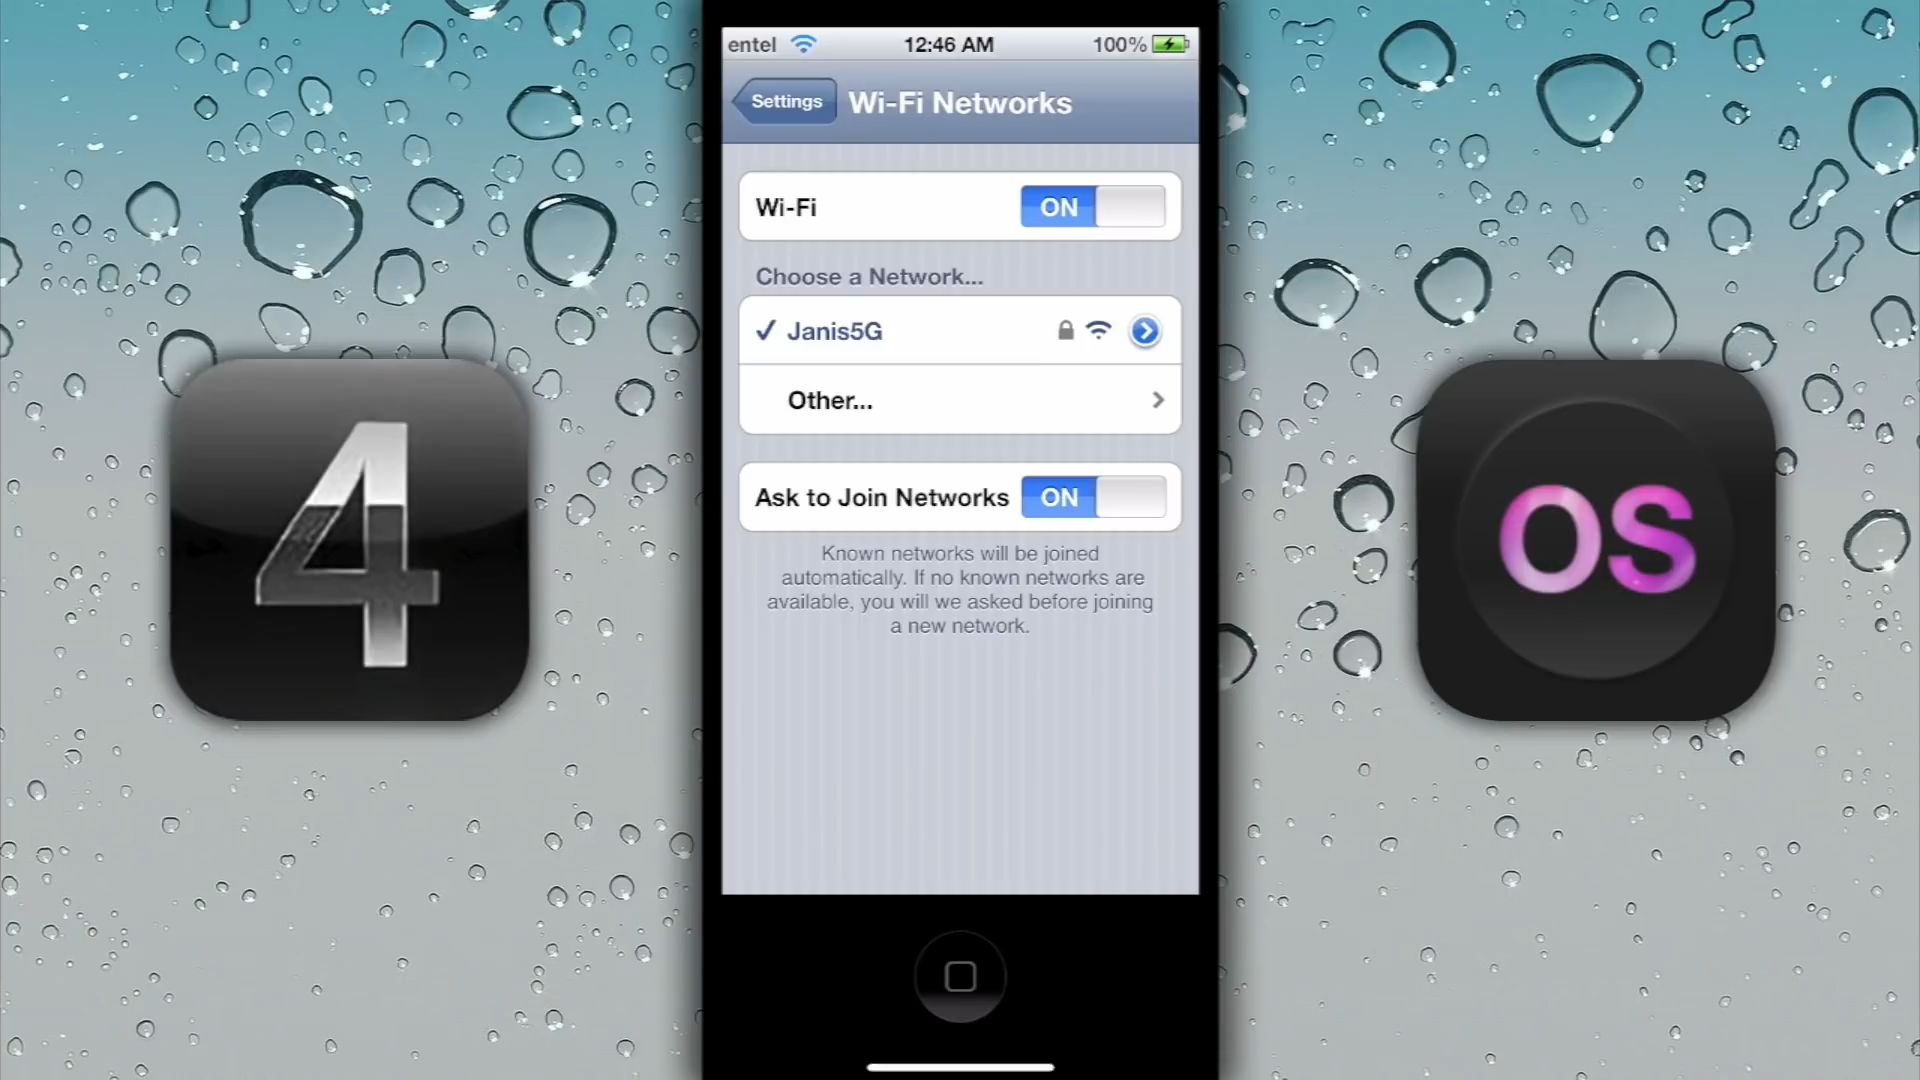 entel 12:46 AM 100%
Settings Wi-Fi Networks
Wi-Fi ON
Choose a Network...
✓ Janis5G
Other...
Ask to Join Networks ON
Known networks will be joined
automatically. If no known networks are
available, you will we asked before joining
a new network.
4
OS